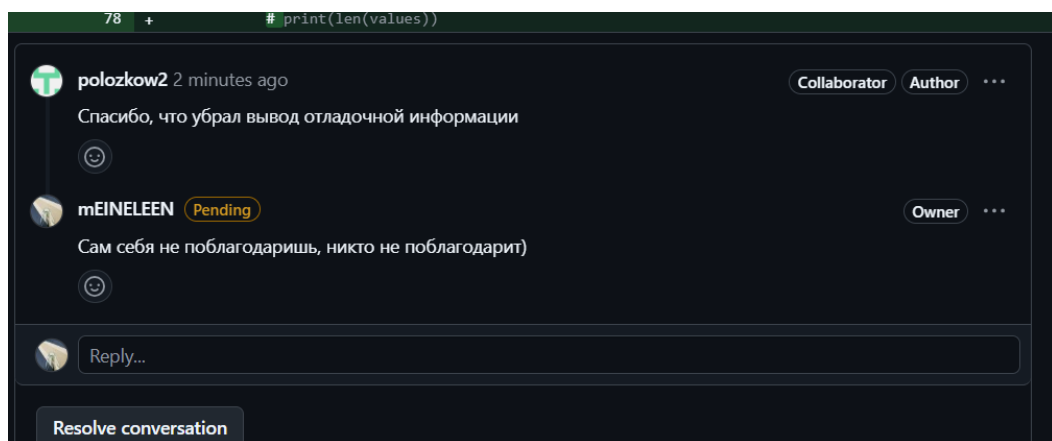 78 + # print(len(values))
polozkow2 2 minutes ago Collaborator Author ...
Спасибо, что убрал вывод отладочной информации
mEINELEEN Pending Owner ...
Сам себя не поблагодаришь, никто не поблагодарит)
Reply...
Resolve conversation